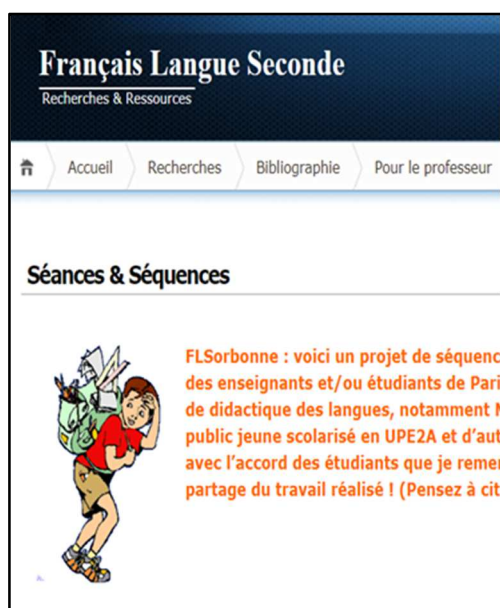 Français Langue Seconde
Recherches & Ressources
Accueil Recherches Bibliographie Pour le professeur
Séances & Séquences
FLSorbonne : voici un projet de séquenc
des enseignants et/ou étudiants de Pari
de didactique des langues, notamment
public jeune scolarisé en UPE2A et d'aut
avec l'accord des étudiants que je remer
partage du travail réalisé ! (Pensez à cit